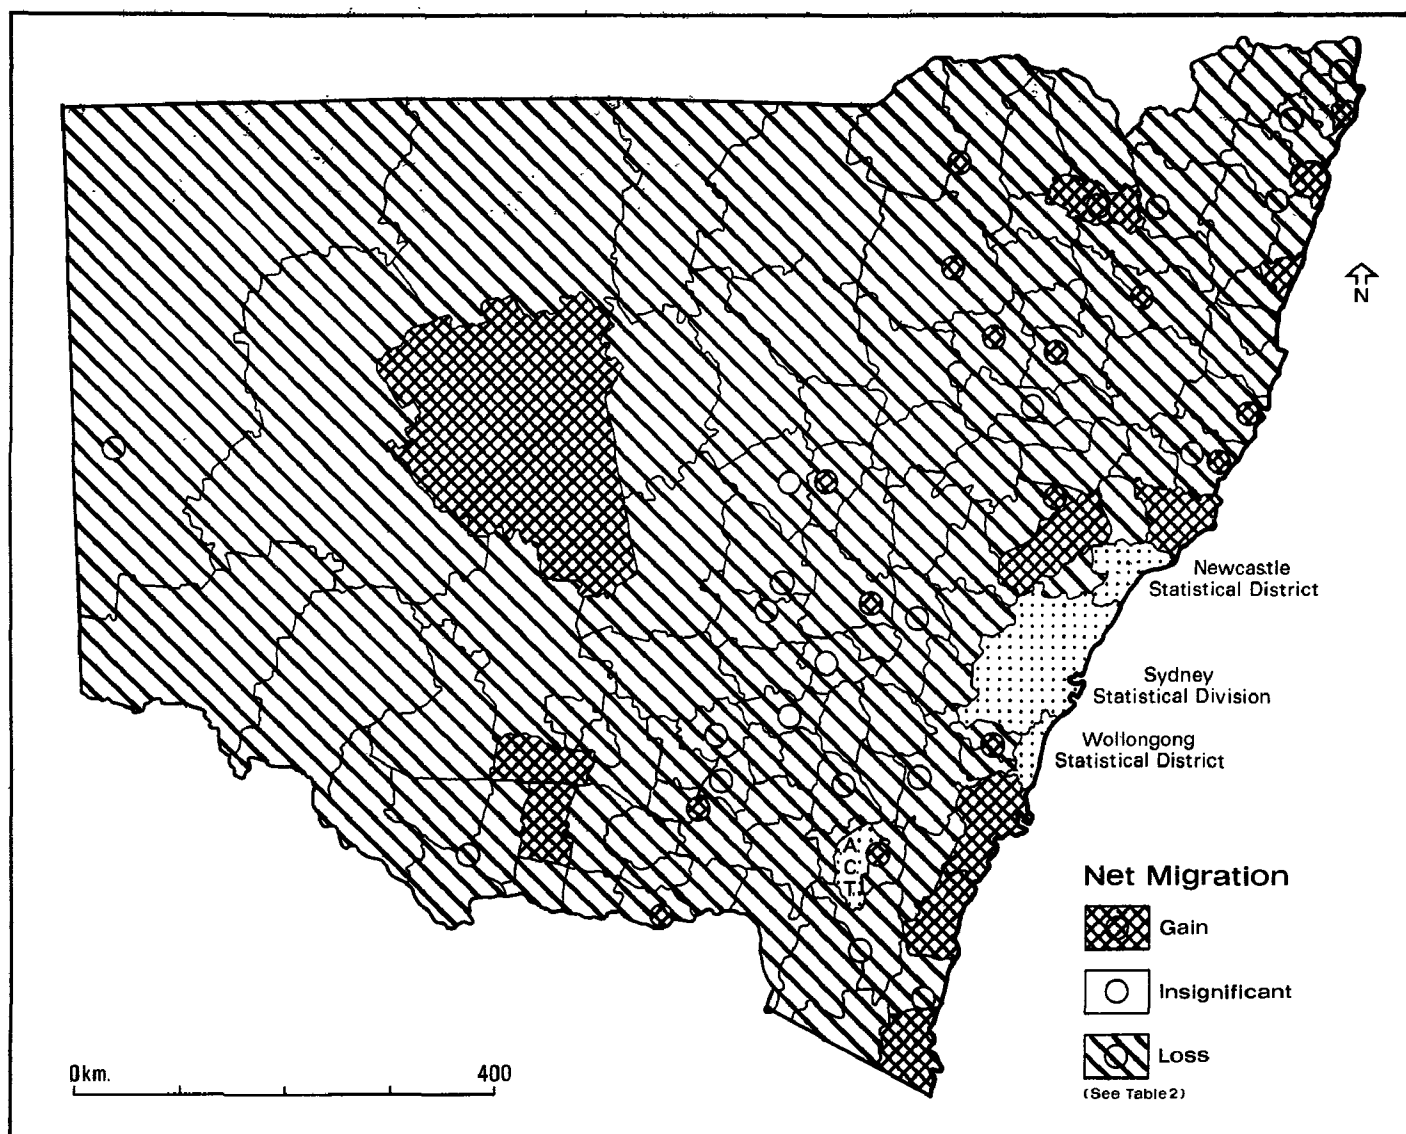 N
Newcastle
Statistical District
Sydney
Statistical Division
Wollongong
Statistical District
A
C
T
Net Migration
Gain
Insignificant
Loss
(See Table 2)
0km.
400